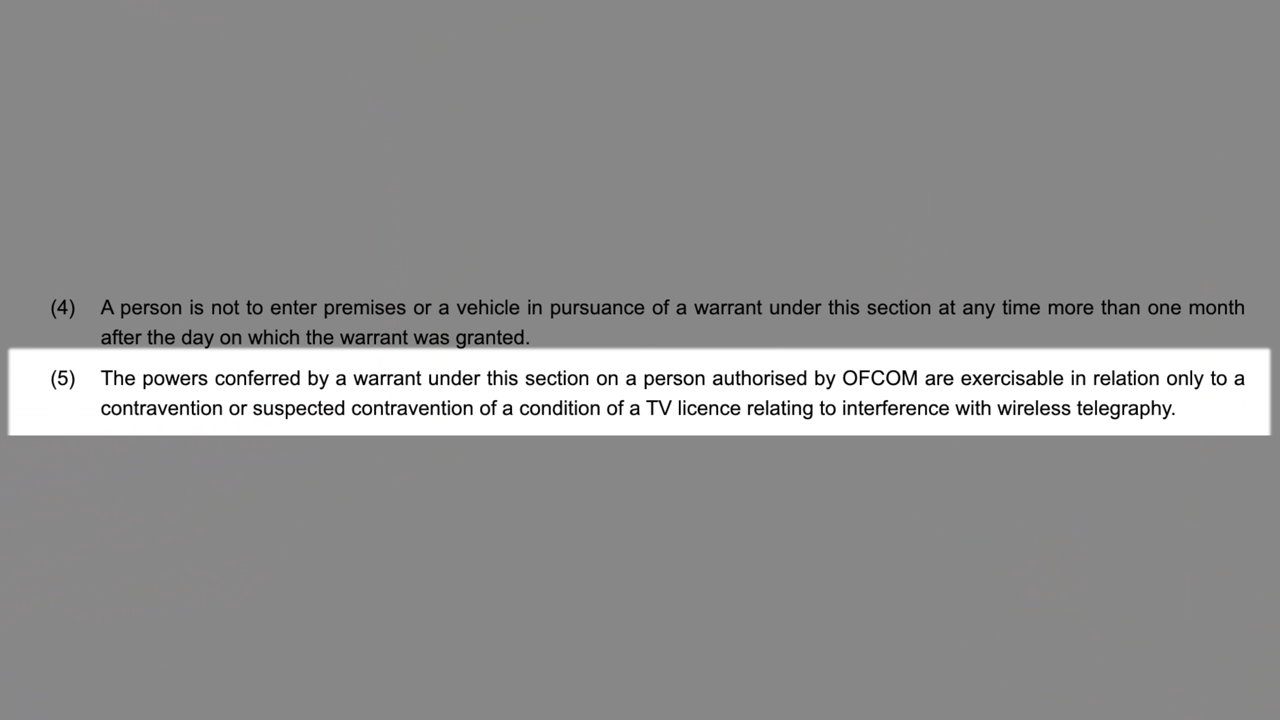 (4) A person is not to enter premises or a vehicle in pursuance of a warrant under this section at any time more than one month
after the day on which the warrant was granted.
(5) The powers conferred by a warrant under this section on a person authorised by OFCOM are exercisable in relation only to a
contravention or suspected contravention of a condition of a TV licence relating to interference with wireless telegraphy.